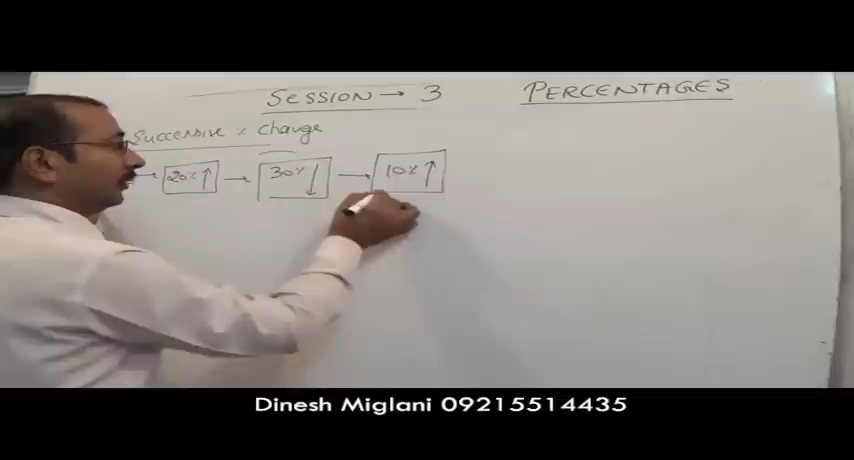 SESSION → 3
PERCENTAGES
Successive % change
→ 20% ↑ → 30% ↓ → 10% ↑
Dinesh Miglani 09215514435